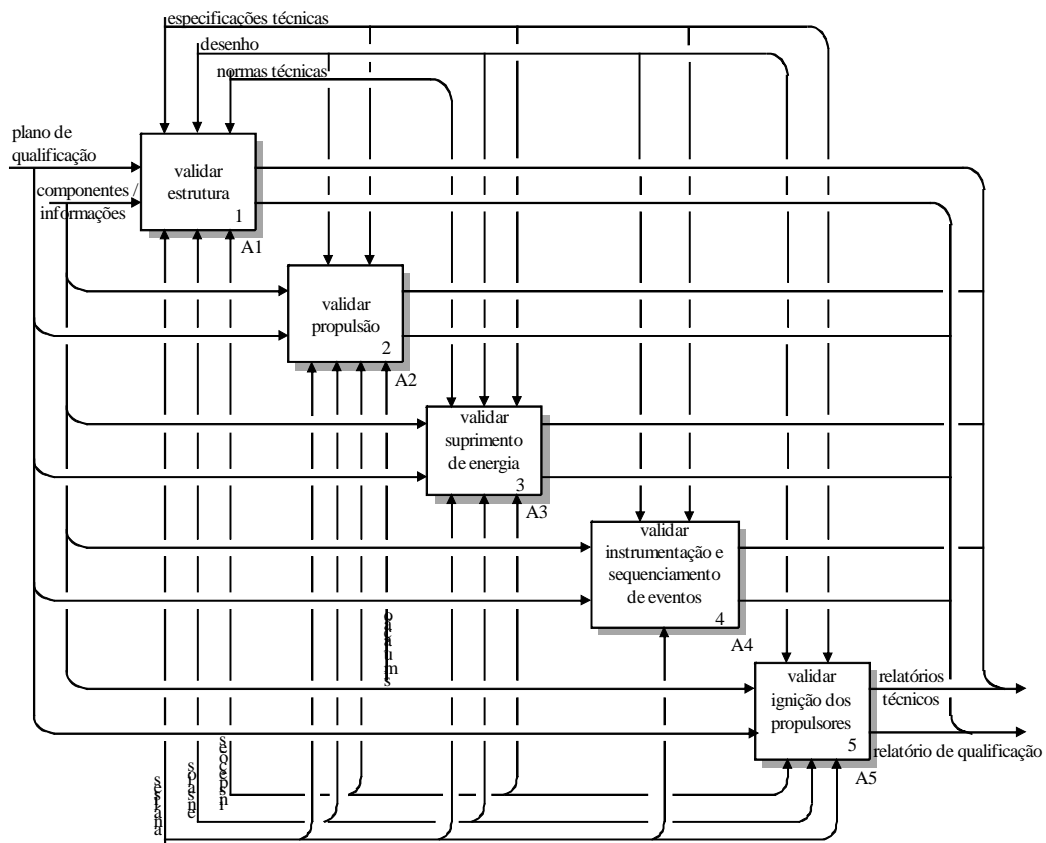 especificações técnicas
desenho
normas técnicas
plano de
qualificação
componentes /
informações
validar
estrutura
1
A1
validar
propulsão
2
A2
validar
suprimento
de energia
3
A3
validar
instrumentação e
sequenciamento
de eventos
4
A4
validar
ignição dos
propulsores
5
A5
relatórios
técnicos
relatório de qualificação
inspeções
ensaios